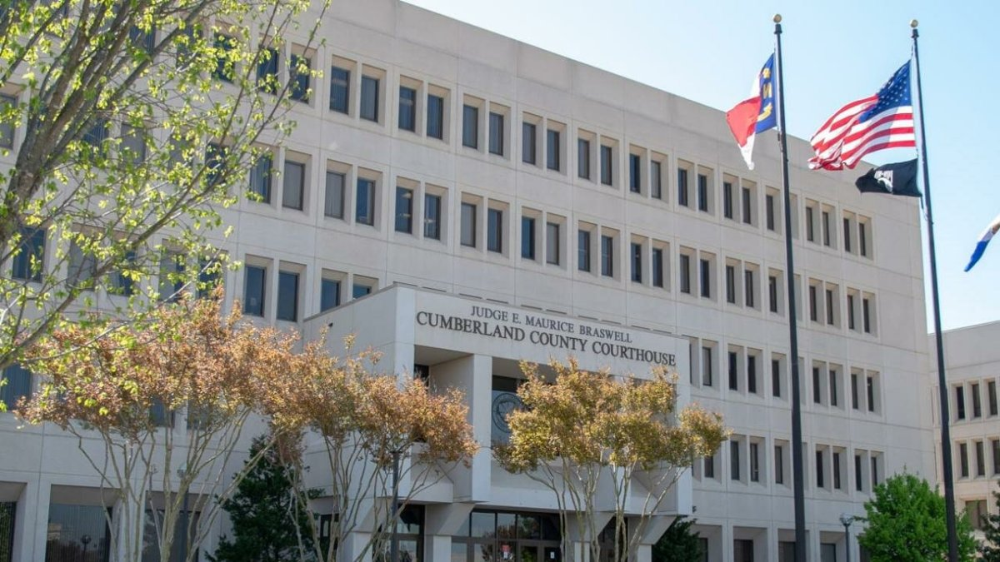 JUDGE E. MAURICE BRASWELL
CUMBERLAND COUNTY COURTHOUSE